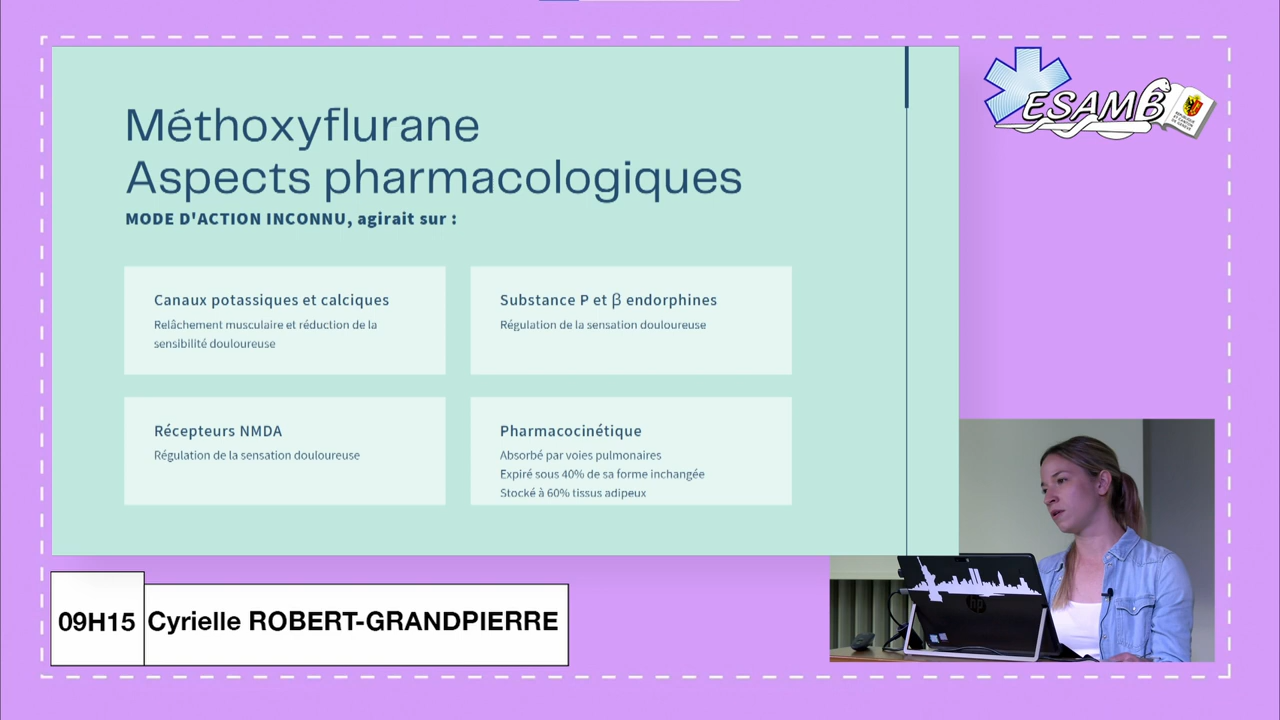 Méthoxyflurane
Aspects pharmacologiques
MODE D'ACTION INCONNU, agirait sur :
Canaux potassiques et calciques
Relâchement musculaire et réduction de la
sensibilité douloureuse
Substance P et β endorphines
Régulation de la sensation douloureuse
Récepteurs NMDA
Régulation de la sensation douloureuse
Pharmacocinétique
Absorbé par voies pulmonaires
Expiré sous 40% de sa forme inchangée
Stocké à 60% tissus adipeux
ESAMB
hp
09H15
Cyrielle ROBERT-GRANDPIERRE